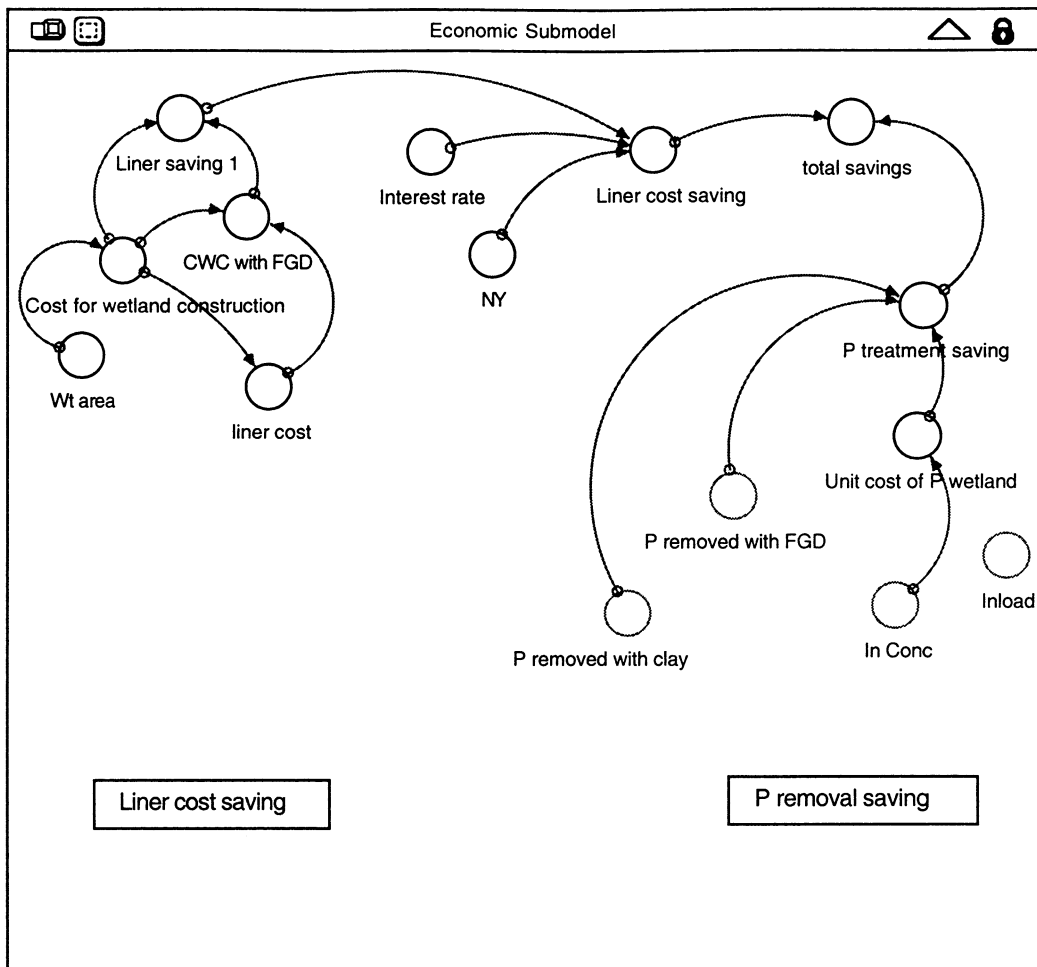 Economic Submodel
Liner saving 1
Interest rate
Liner cost saving
total savings
CWC with FGD
NY
Cost for wetland construction
P treatment saving
Wt area
liner cost
Unit cost of P wetland
P removed with FGD
Inload
P removed with clay
In Conc
Liner cost saving
P removal saving